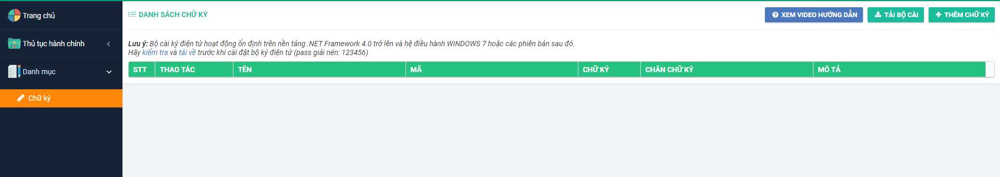 Trang chủ
Thủ tục hành chính
Danh mục
Chữ ký
DANH SÁCH CHỮ KÝ
XEM VIDEO HƯỚNG DẪN
TẢI BỘ CÀI
THÊM CHỮ KÝ
Lưu ý: Bộ cài ký điện tử hoạt động ổn định trên nền tảng .NET Framework 4.0 trở lên và hệ điều hành WINDOWS 7 hoặc các phiên bản sau đó.
Hãy kiểm tra và tải về trước khi cài đặt bộ ký điện tử (pass giải nén: 123456)
STT THAO TÁC TÊN MÃ CHỮ KÝ CHÂN CHỮ KÝ MÔ TẢ